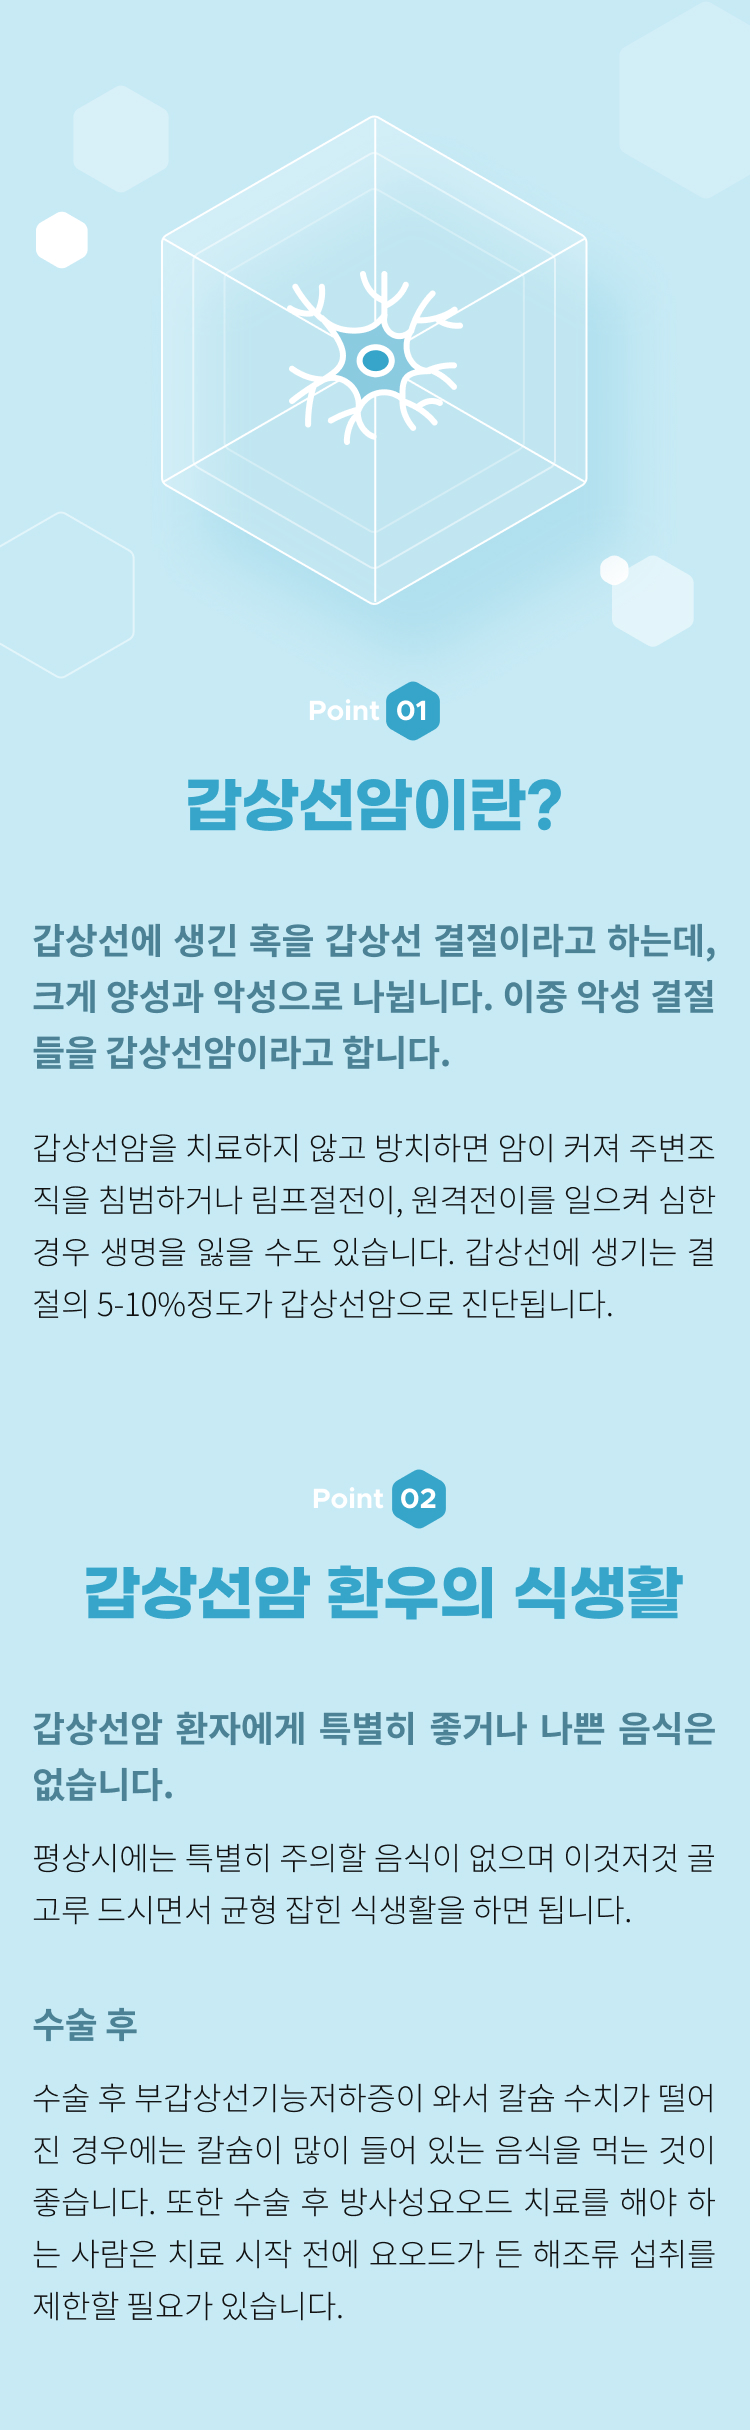 Point 01
갑상선암이란?
갑상선에 생긴 혹을 갑상선 결절이라고 하는데,
크게 양성과 악성으로 나뉩니다. 이중 악성 결절
들을 갑상선암이라고 합니다.
갑상선암을 치료하지 않고 방치하면 암이 커져 주변조
직을 침범하거나 림프절전이, 원격전이를 일으켜 심한
경우 생명을 잃을 수도 있습니다. 갑상선에 생기는 결
절의 5-10%정도가 갑상선암으로 진단됩니다.
Point 02
갑상선암 환우의 식생활
갑상선암 환자에게 특별히 좋거나 나쁜 음식은
없습니다.
평상시에는 특별히 주의할 음식이 없으며 이것저것 골
고루 드시면서 균형 잡힌 식생활을 하면 됩니다.
수술 후
수술 후 부갑상선기능저하증이 와서 칼슘 수치가 떨어
진 경우에는 칼슘이 많이 들어 있는 음식을 먹는 것이
좋습니다. 또한 수술 후 방사성요오드 치료를 해야 하
는 사람은 치료 시작 전에 요오드가 든 해조류 섭취를
제한할 필요가 있습니다.